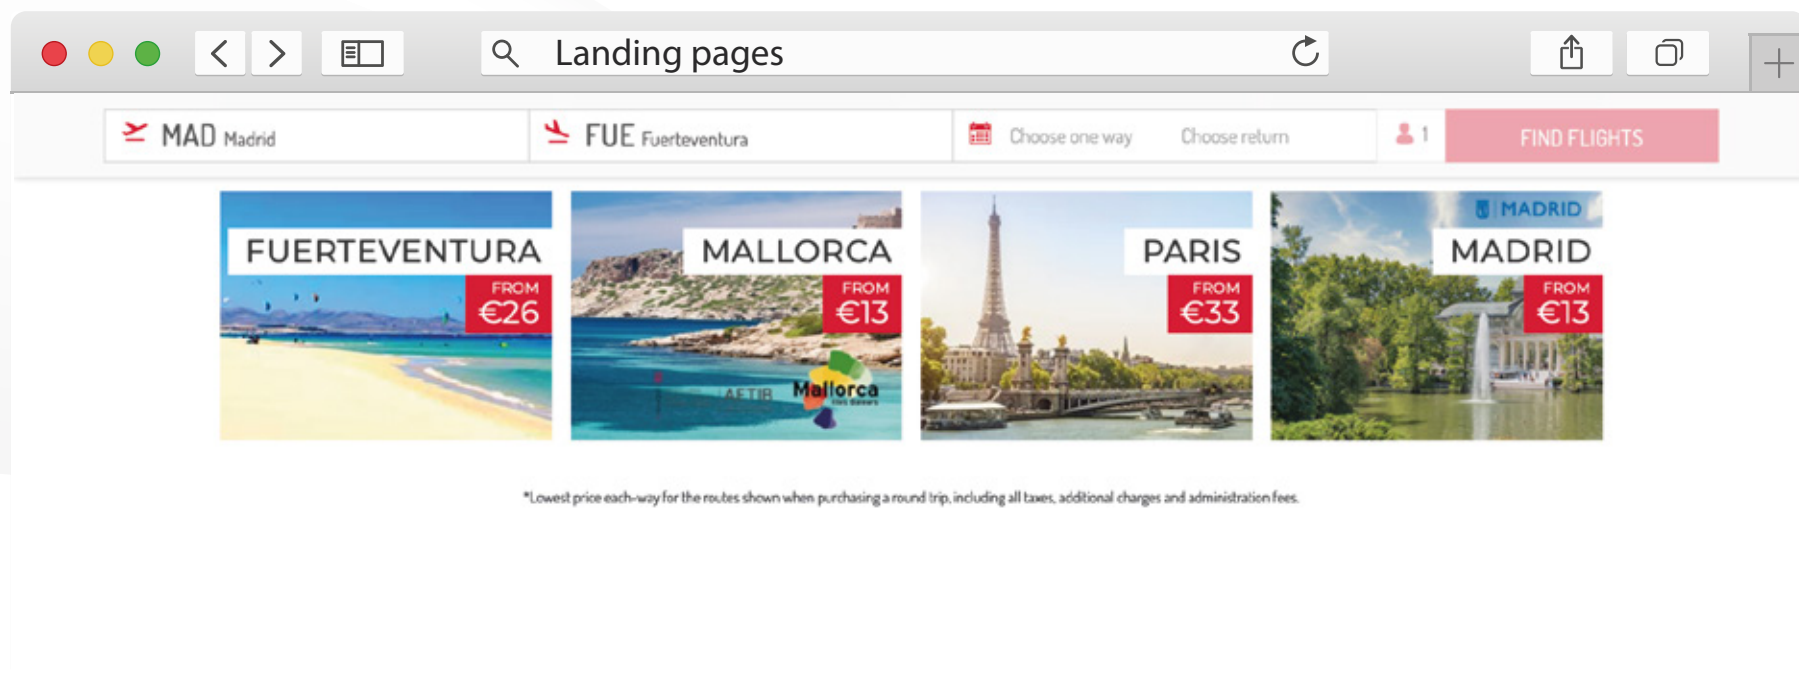 Landing pages
MAD Madrid
FUE Fuerteventura
Choose one way
Choose return
1
FIND FLIGHTS
FUERTEVENTURA
FROM
€26
MALLORCA
FROM
€13
AETIB
Mallorca
PARIS
FROM
€33
MADRID
MADRID
FROM
€13
*Lowest price each-way for the routes shown when purchasing a round trip, including all taxes, additional charges and administration fees.